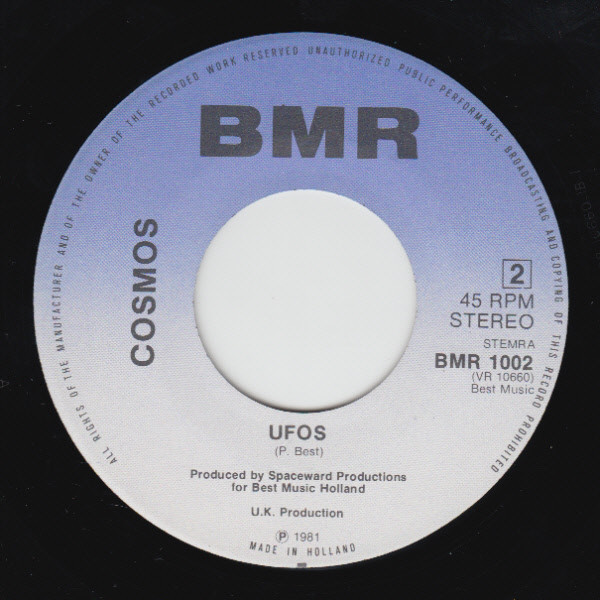 ALL RIGHTS OF THE MANUFACTURER AND OF THE OWNER OF THE RECORDED WORK RESERVED UNAUTHORIZED PUBLIC PERFORMANCE BROADCASTING AND COPYING OF THIS RECORD PROHIBITED
BMR
COSMOS
2
45 RPM
STEREO
STEMRA
BMR 1002
(VR 10660)
Best Music
UFOS
(P. Best)
Produced by Spaceward Productions
for Best Music Holland
U.K. Production
℗ 1981
MADE IN HOLLAND